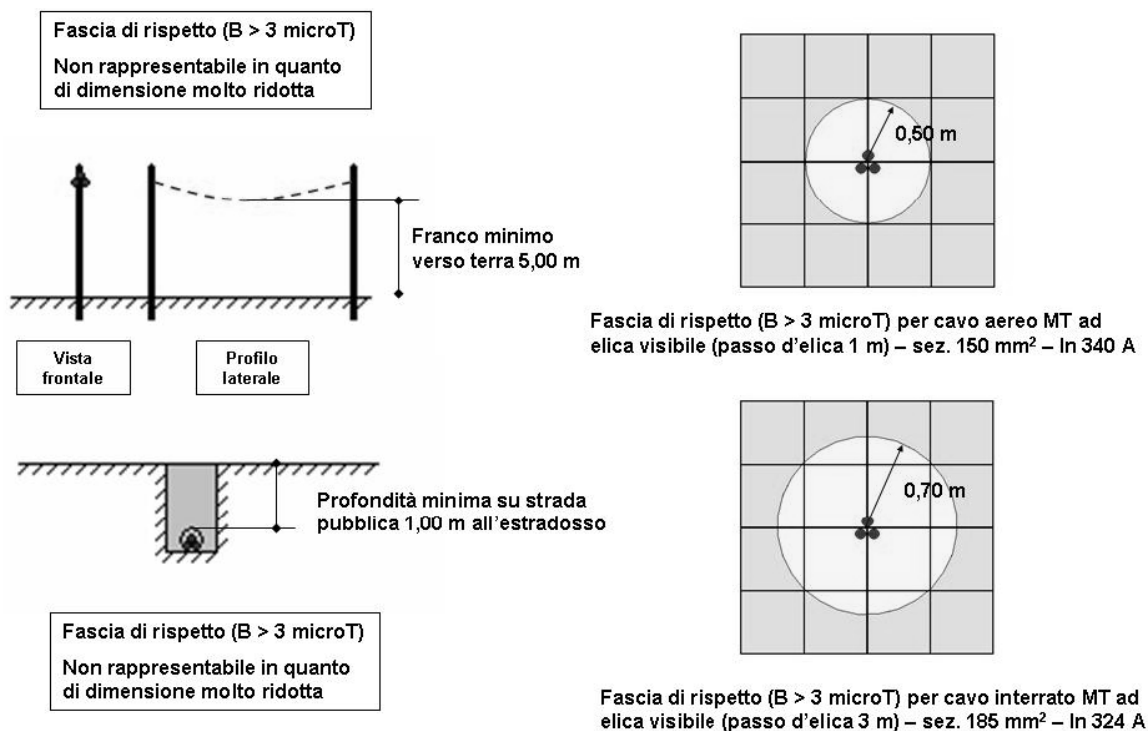 Fascia di rispetto (B > 3 microT)
Non rappresentabile in quanto
di dimensione molto ridotta
Franco minimo
verso terra 5,00 m
Vista
frontale
Profilo
laterale
Profondità minima su strada
pubblica 1,00 m all'estradosso
Fascia di rispetto (B > 3 microT)
Non rappresentabile in quanto
di dimensione molto ridotta
0,50 m
Fascia di rispetto (B > 3 microT) per cavo aereo MT ad
elica visibile (passo d'elica 1 m) – sez. 150 mm² – In 340 A
0,70 m
Fascia di rispetto (B > 3 microT) per cavo interrato MT ad
elica visibile (passo d'elica 3 m) – sez. 185 mm² – In 324 A